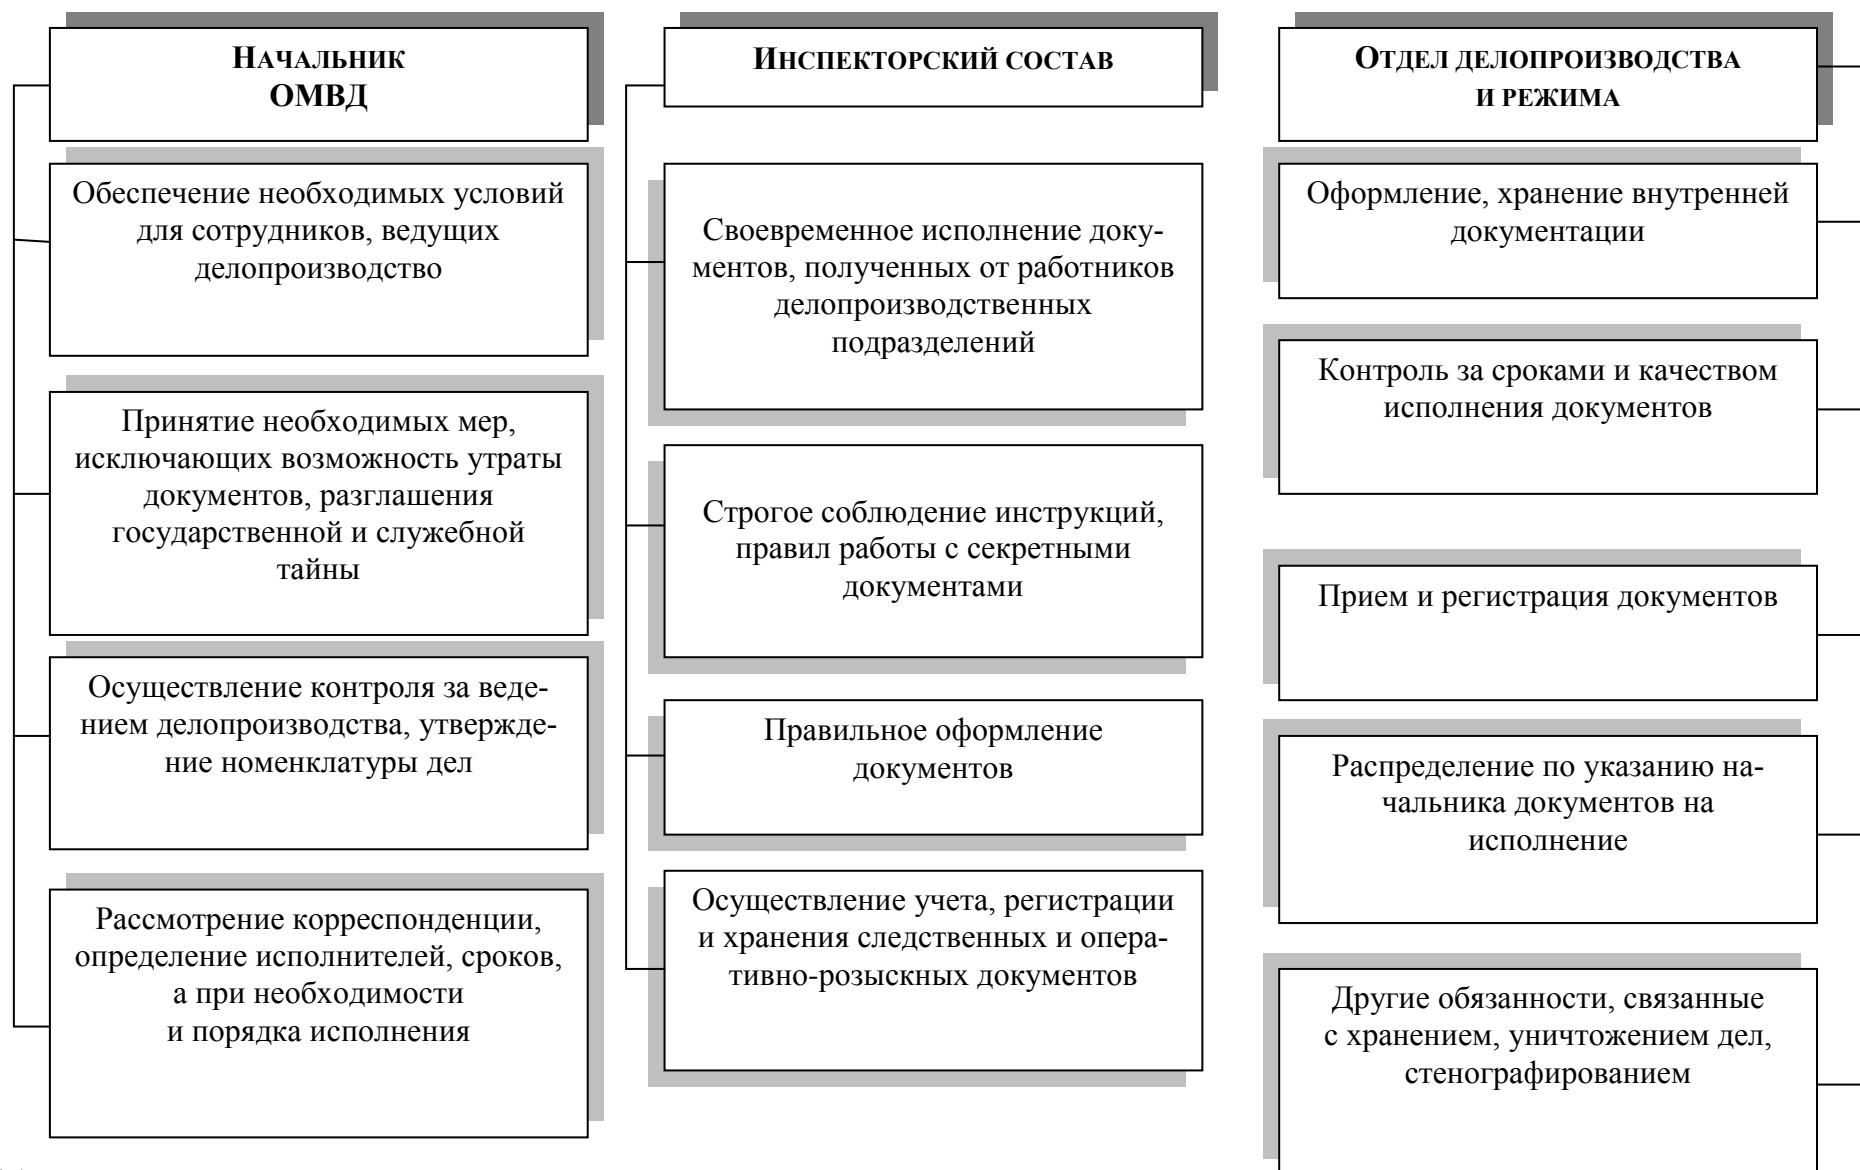 НАЧАЛЬНИК
ОМВД
Обеспечение необходимых условий
для сотрудников, ведущих
делопроизводство
Принятие необходимых мер,
исключающих возможность утраты
документов, разглашения
государственной и служебной
тайны
Осуществление контроля за веде-
нием делопроизводства, утвержде-
ние номенклатуры дел
Рассмотрение корреспонденции,
определение исполнителей, сроков,
а при необходимости
и порядка исполнения
ИНСПЕКТОРСКИЙ СОСТАВ
Своевременное исполнение доку-
ментов, полученных от работников
делопроизводственных
подразделений
Строгое соблюдение инструкций,
правил работы с секретными
документами
Правильное оформление
документов
Осуществление учета, регистрации
и хранения следственных и опера-
тивно-розыскных документов
ОТДЕЛ ДЕЛОПРОИЗВОДСТВА
И РЕЖИМА
Оформление, хранение внутренней
документации
Контроль за сроками и качеством
исполнения документов
Прием и регистрация документов
Распределение по указанию на-
чальника документов на
исполнение
Другие обязанности, связанные
с хранением, уничтожением дел,
стенографированием